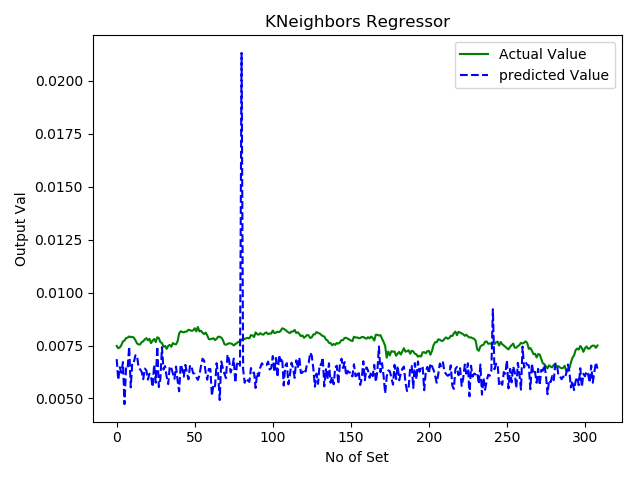 KNeighbors Regressor
Actual Value
predicted Value
Output Val
0.0200
0.0175
0.0150
0.0125
0.0100
0.0075
0.0050
0 50 100 150 200 250 300
No of Set